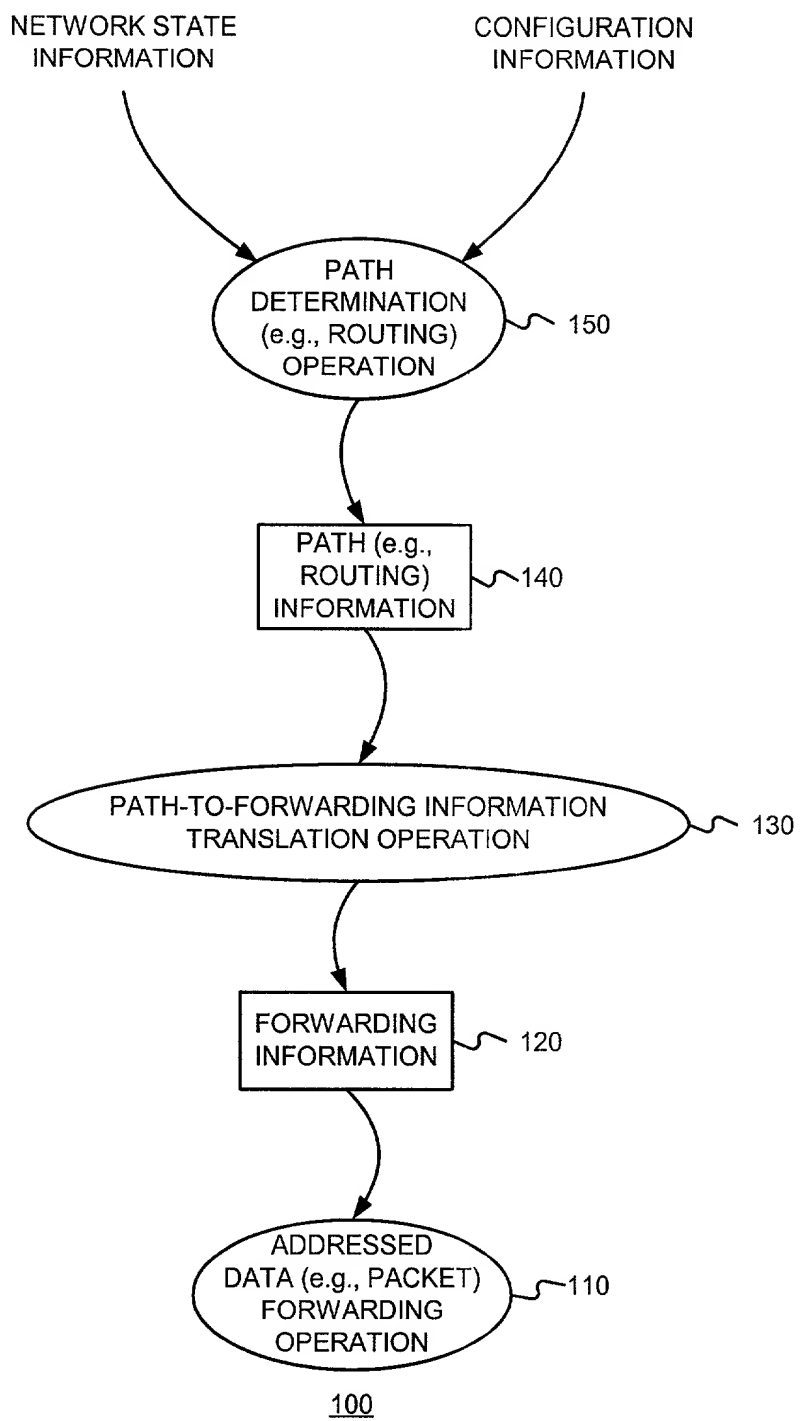 NETWORK STATE
INFORMATION
CONFIGURATION
INFORMATION
PATH
DETERMINATION
(e.g., ROUTING)
OPERATION
150
PATH (e.g.,
ROUTING)
INFORMATION
140
PATH-TO-FORWARDING INFORMATION
TRANSLATION OPERATION
130
FORWARDING
INFORMATION
120
ADDRESSED
DATA (e.g., PACKET)
FORWARDING
OPERATION
110
100